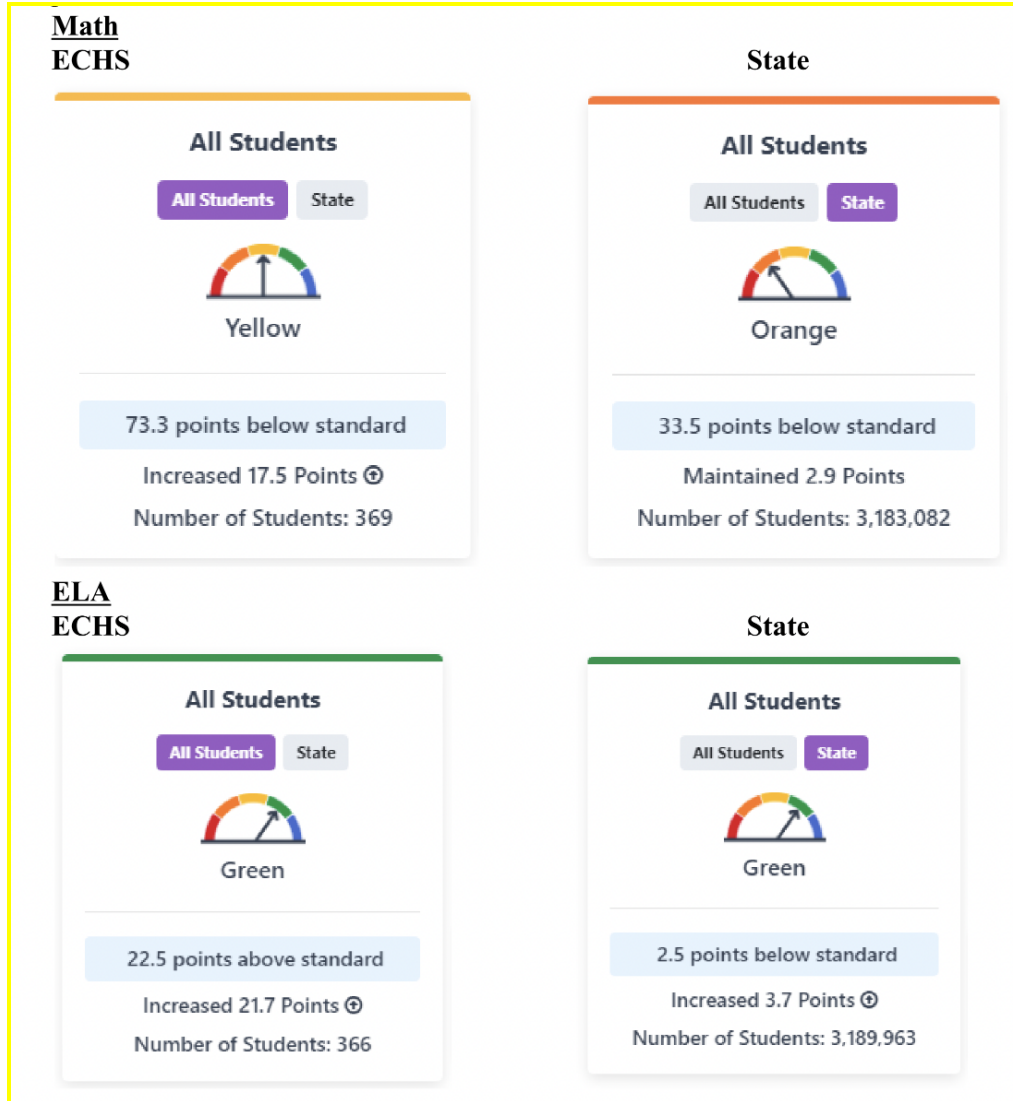 Math
ECHS
State
All Students
All Students State
Yellow
73.3 points below standard
Increased 17.5 Points
Number of Students: 369
All Students
All Students State
Orange
33.5 points below standard
Maintained 2.9 Points
Number of Students: 3,183,082
ELA
ECHS
State
All Students
All Students State
Green
22.5 points above standard
Increased 21.7 Points
Number of Students: 366
All Students
All Students State
Green
2.5 points below standard
Increased 3.7 Points
Number of Students: 3,189,963